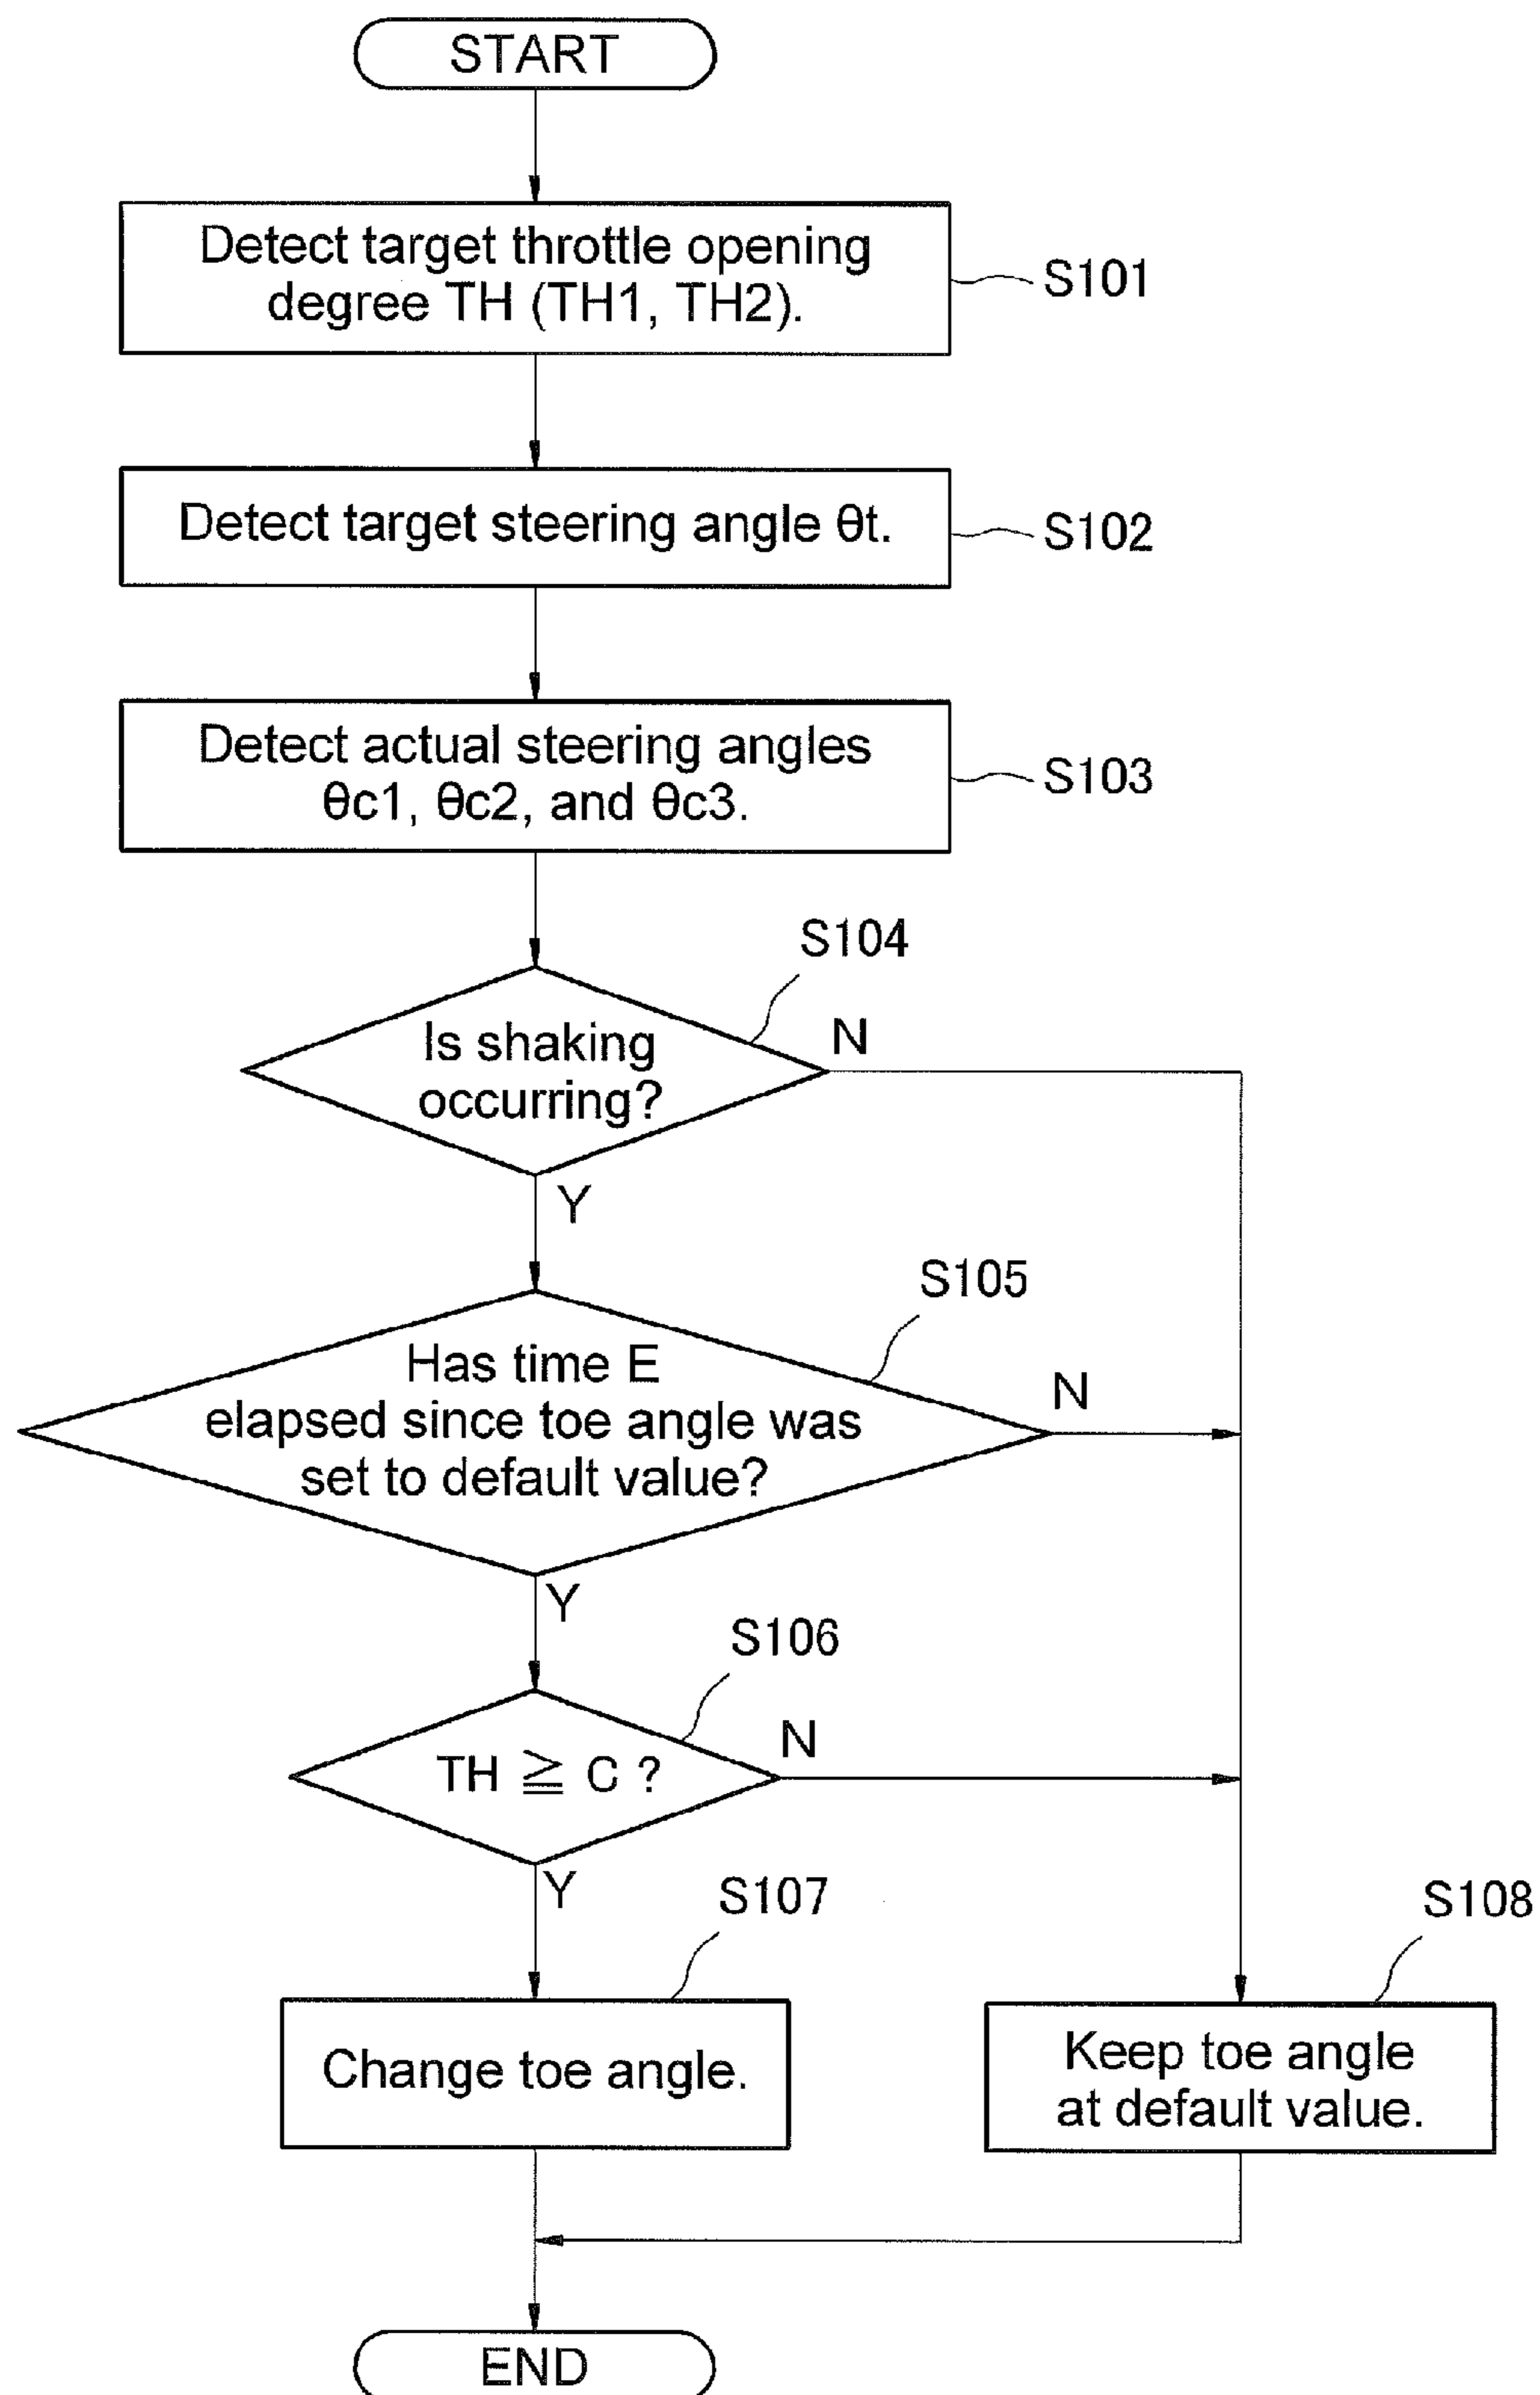 START
Detect target throttle opening
degree TH (TH1, TH2).
S101
Detect target steering angle θt.
S102
Detect actual steering angles
θc1, θc2, and θc3.
S103
S104
Is shaking
occurring?
N
Y
S105
Has time E
elapsed since toe angle was
set to default value?
N
Y
S106
TH ≧ C ?
N
Y
S107
Change toe angle.
S108
Keep toe angle
at default value.
END